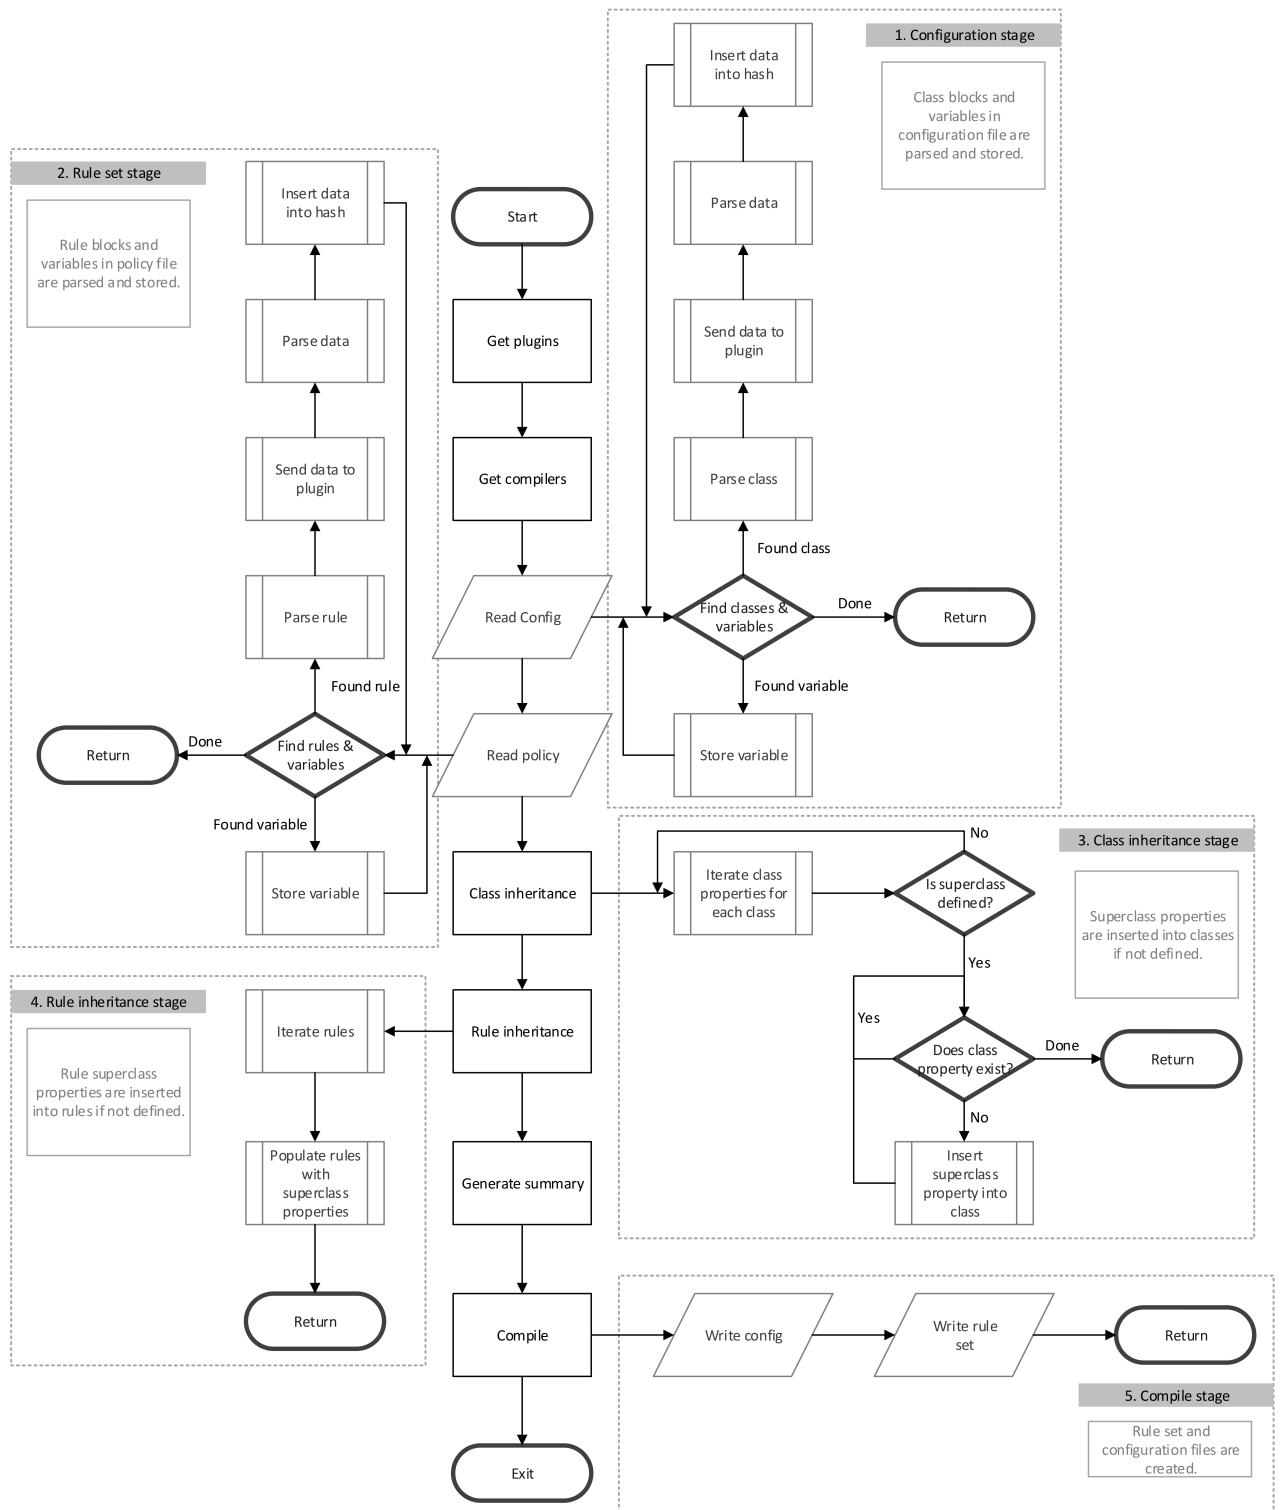 1. Configuration stage
Class blocks and
variables in
configuration file are
parsed and stored.
Insert data
into hash
Parse data
Send data to
plugin
Parse class
Found class
Find classes &
variables
Done
Return
Found variable
Store variable
2. Rule set stage
Rule blocks and
variables in policy file
are parsed and stored.
Insert data
into hash
Parse data
Send data to
plugin
Parse rule
Found rule
Find rules &
variables
Done
Return
Found variable
Store variable
Start
Get plugins
Get compilers
Read Config
Read policy
Class inheritance
Rule inheritance
Generate summary
Compile
Exit
3. Class inheritance stage
Superclass properties
are inserted into classes
if not defined.
Iterate class
properties for
each class
No
Is superclass
defined?
Yes
Yes
Does class
property exist?
Done
Return
No
Insert
superclass
property into
class
4. Rule inheritance stage
Rule superclass
properties are inserted
into rules if not defined.
Iterate rules
Populate rules
with
superclass
properties
Return
Write config
Write rule
set
Return
5. Compile stage
Rule set and
configuration files are
created.